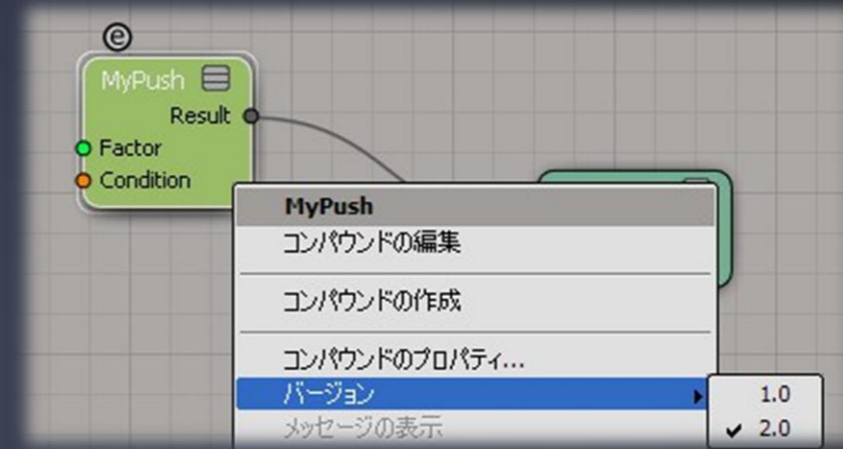 e
MyPush
Result
Factor
Condition
MyPush
コンパウンドの編集
コンパウンドの作成
コンパウンドのプロパティ...
バージョン
1.0
2.0
メッセージの表示